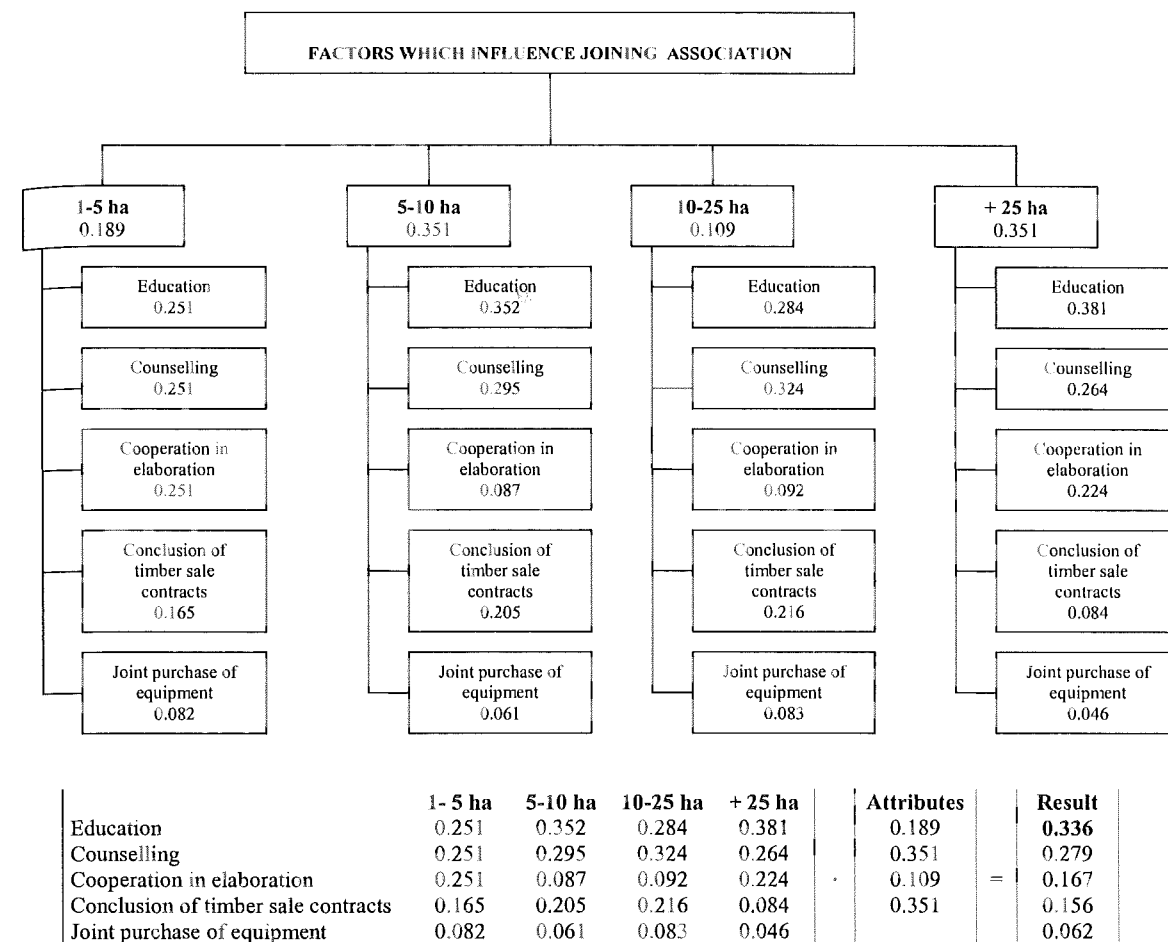 FACTORS WHICH INFLUENCE JOINING ASSOCIATION
1-5 ha
0.189
Education
0.251
Counselling
0.251
Cooperation in
elaboration
0.251
Conclusion of
timber sale
contracts
0.165
Joint purchase of
equipment
0.082
5-10 ha
0.351
Education
0.352
Counselling
0.295
Cooperation in
elaboration
0.087
Conclusion of
timber sale
contracts
0.205
Joint purchase of
equipment
0.061
10-25 ha
0.109
Education
0.284
Counselling
0.324
Cooperation in
elaboration
0.092
Conclusion of
timber sale
contracts
0.216
Joint purchase of
equipment
0.083
+ 25 ha
0.351
Education
0.381
Counselling
0.264
Cooperation in
elaboration
0.224
Conclusion of
timber sale
contracts
0.084
Joint purchase of
equipment
0.046
1- 5 ha 5-10 ha 10-25 ha + 25 ha Attributes Result
Education 0.251 0.352 0.284 0.381 0.189 0.336
Counselling 0.251 0.295 0.324 0.264 0.351 0.279
Cooperation in elaboration 0.251 0.087 0.092 0.224 · 0.109 = 0.167
Conclusion of timber sale contracts 0.165 0.205 0.216 0.084 0.351 0.156
Joint purchase of equipment 0.082 0.061 0.083 0.046 0.062